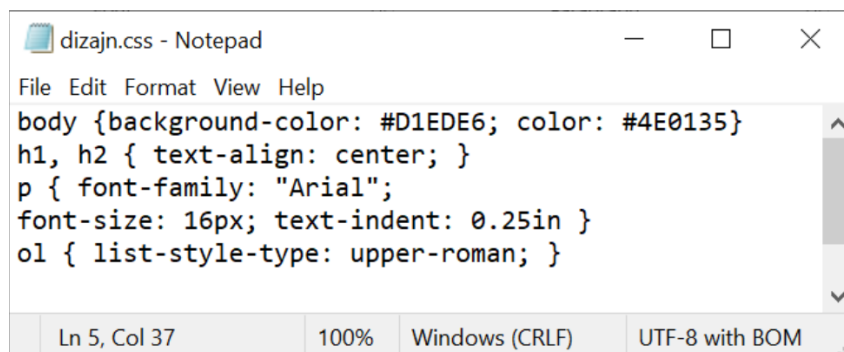 dizajn.css - Notepad
File Edit Format View Help
body {background-color: #D1EDE6; color: #4E0135}
h1, h2 { text-align: center; }
p { font-family: "Arial";
font-size: 16px; text-indent: 0.25in }
ol { list-style-type: upper-roman; }
Ln 5, Col 37 100% Windows (CRLF) UTF-8 with BOM